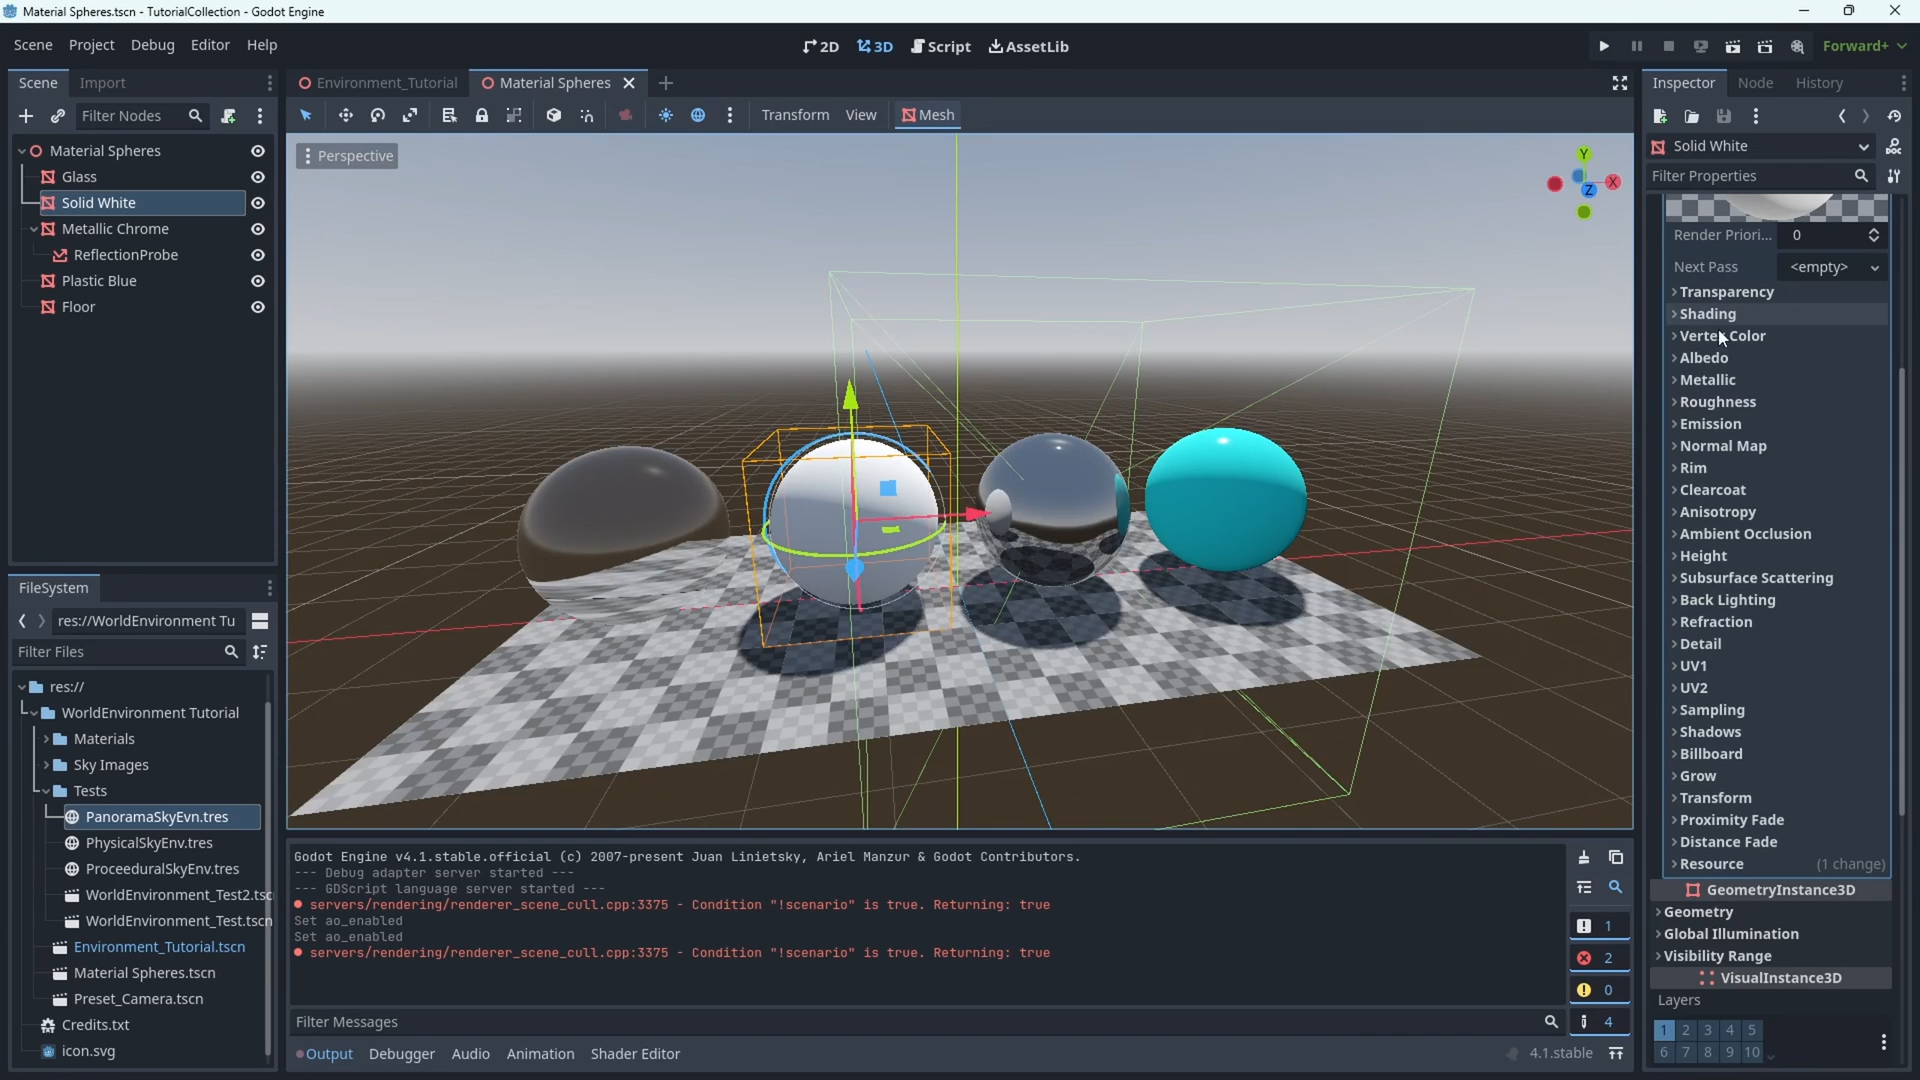 Material Spheres.tscn - TutorialCollection - Godot Engine
Scene Project Debug Editor Help
2D 3D Script AssetLib
Forward+
Scene Import
Filter Nodes
Material Spheres
Glass
Solid White
Metallic Chrome
ReflectionProbe
Plastic Blue
Floor
FileSystem
res://WorldEnvironment Tu
Filter Files
res://
WorldEnvironment Tutorial
Materials
Sky Images
Tests
PanoramaSkyEvn.tres
PhysicalSkyEnv.tres
ProceeduralSkyEnv.tres
WorldEnvironment_Test2.tsc
WorldEnvironment_Test.tscn
Environment_Tutorial.tscn
Material Spheres.tscn
Preset_Camera.tscn
Credits.txt
icon.svg
Environment_Tutorial Material Spheres
Transform View Mesh
Perspective
Y
X
Z
Godot Engine v4.1.stable.official (c) 2007-present Juan Linietsky, Ariel Manzur & Godot Contributors.
--- Debug adapter server started ---
--- GDScript language server started ---
servers/rendering/renderer_scene_cull.cpp:3375 - Condition "!scenario" is true. Returning: true
Set ao_enabled
Set ao_enabled
servers/rendering/renderer_scene_cull.cpp:3375 - Condition "!scenario" is true. Returning: true
1
2
0
4
Filter Messages
Output Debugger Audio Animation Shader Editor
4.1.stable
Inspector Node History
Solid White
Filter Properties
Render Priori... 0
Next Pass <empty>
Transparency
Shading
Vertex Color
Albedo
Metallic
Roughness
Emission
Normal Map
Rim
Clearcoat
Anisotropy
Ambient Occlusion
Height
Subsurface Scattering
Back Lighting
Refraction
Detail
UV1
UV2
Sampling
Shadows
Billboard
Grow
Transform
Proximity Fade
Distance Fade
Resource (1 change)
GeometryInstance3D
Geometry
Global Illumination
Visibility Range
VisualInstance3D
Layers
1 2 3 4 5
6 7 8 9 10